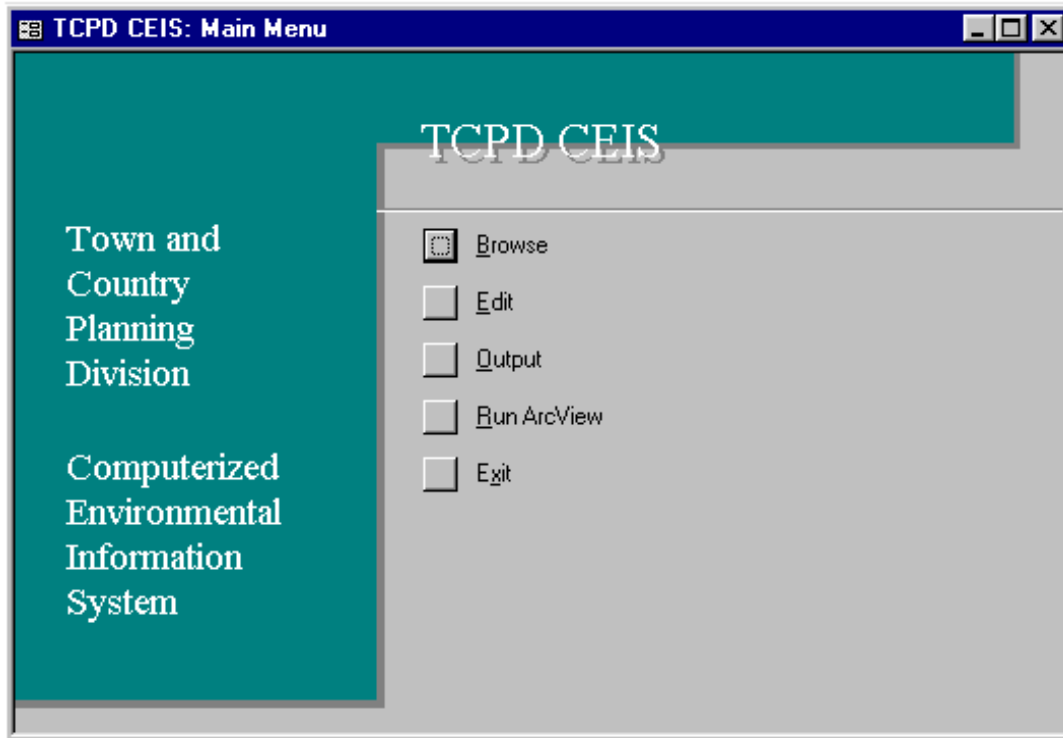 TCPD CEIS: Main Menu
TCPD CEIS
Town and
Country
Planning
Division
Computerized
Environmental
Information
System
Browse
Edit
Output
Run ArcView
Exit